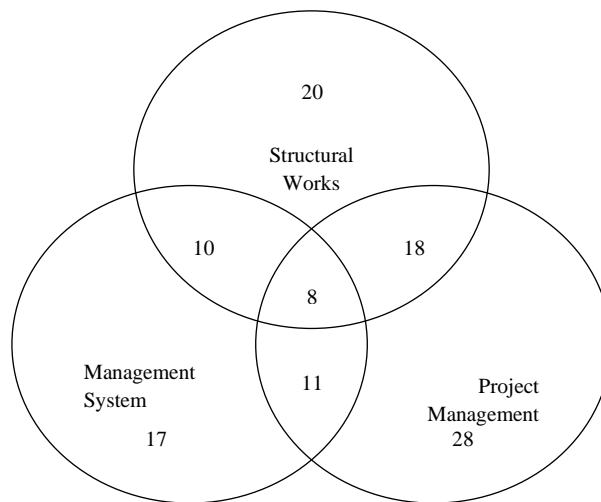 20
Structural
Works
10
18
8
Management
System
17
11
Project
Management
28